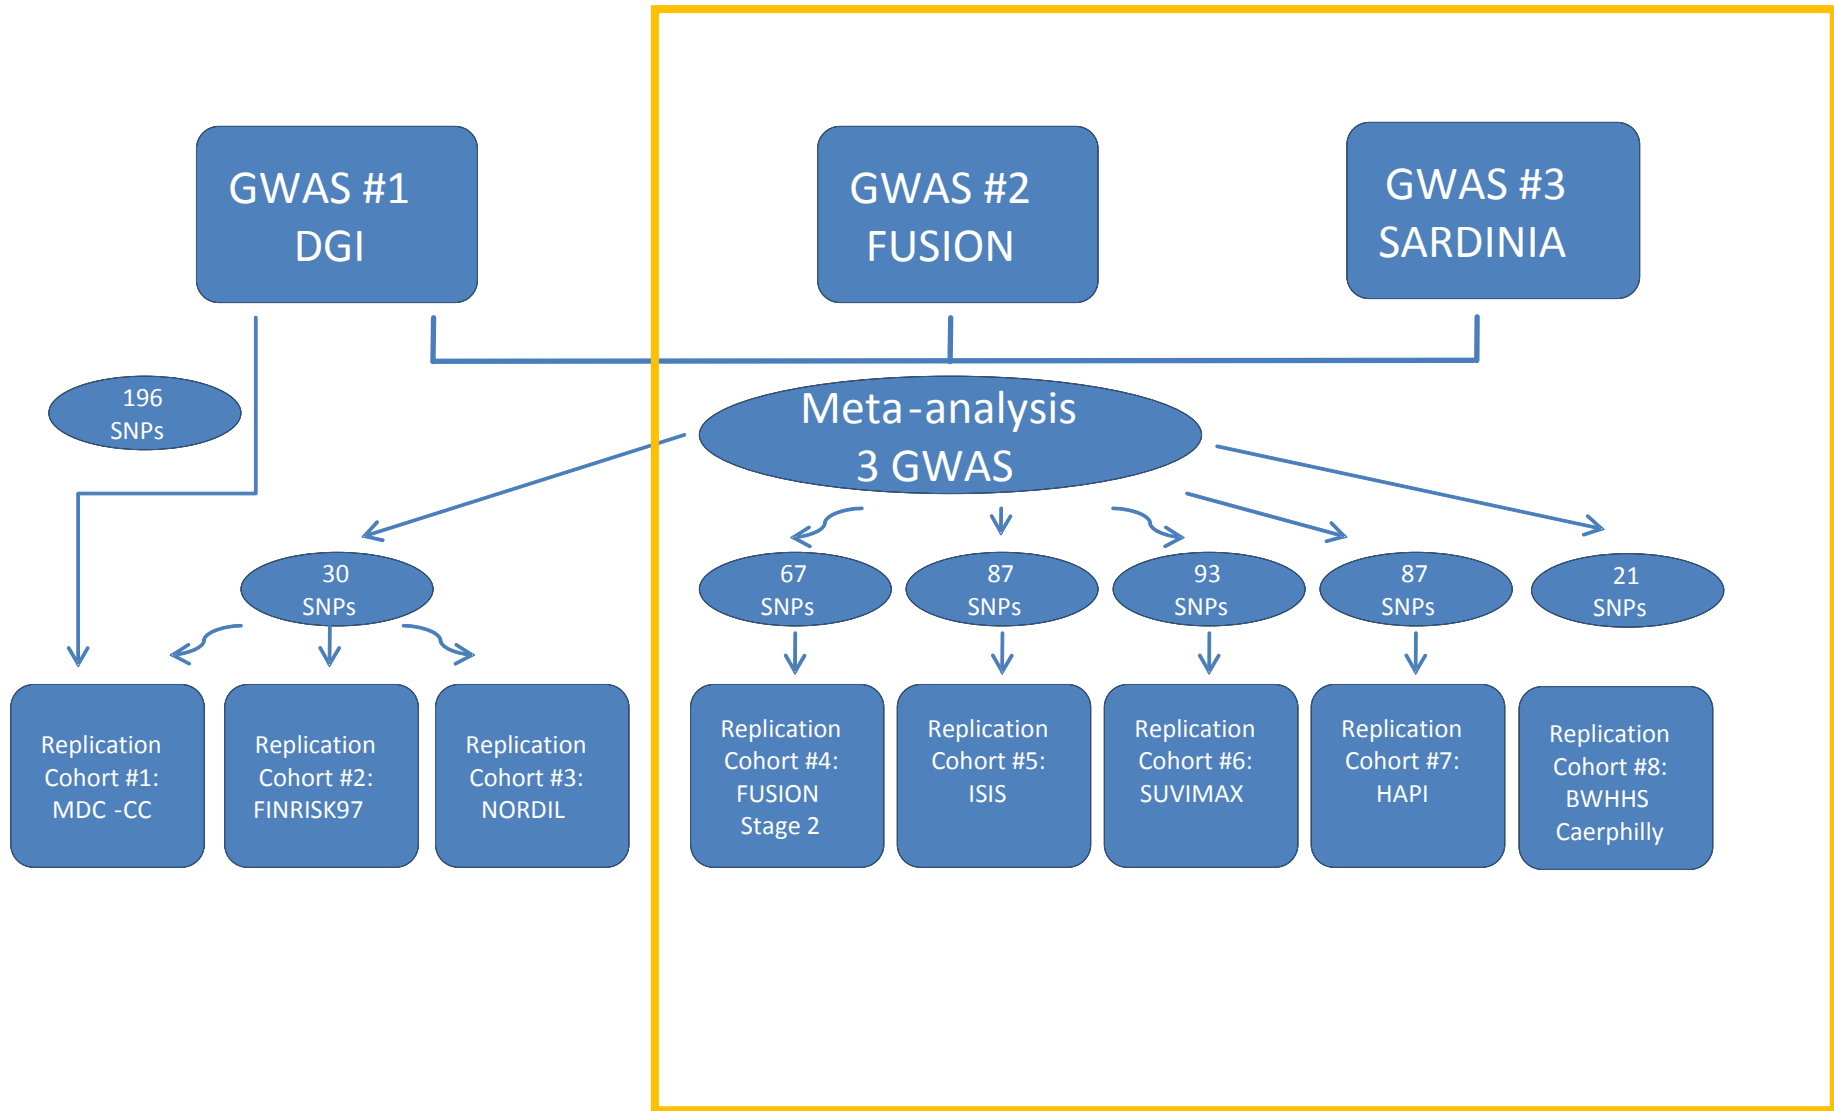 GWAS #1
DGI
GWAS #2
FUSION
GWAS #3
SARDINIA
196
SNPs
Meta-analysis
3 GWAS
30
SNPs
67
SNPs
87
SNPs
93
SNPs
87
SNPs
21
SNPs
Replication
Cohort #1:
MDC -CC
Replication
Cohort #2:
FINRISK97
Replication
Cohort #3:
NORDIL
Replication
Cohort #4:
FUSION
Stage 2
Replication
Cohort #5:
ISIS
Replication
Cohort #6:
SUVIMAX
Replication
Cohort #7:
HAPI
Replication
Cohort #8:
BWHHS
Caerphilly